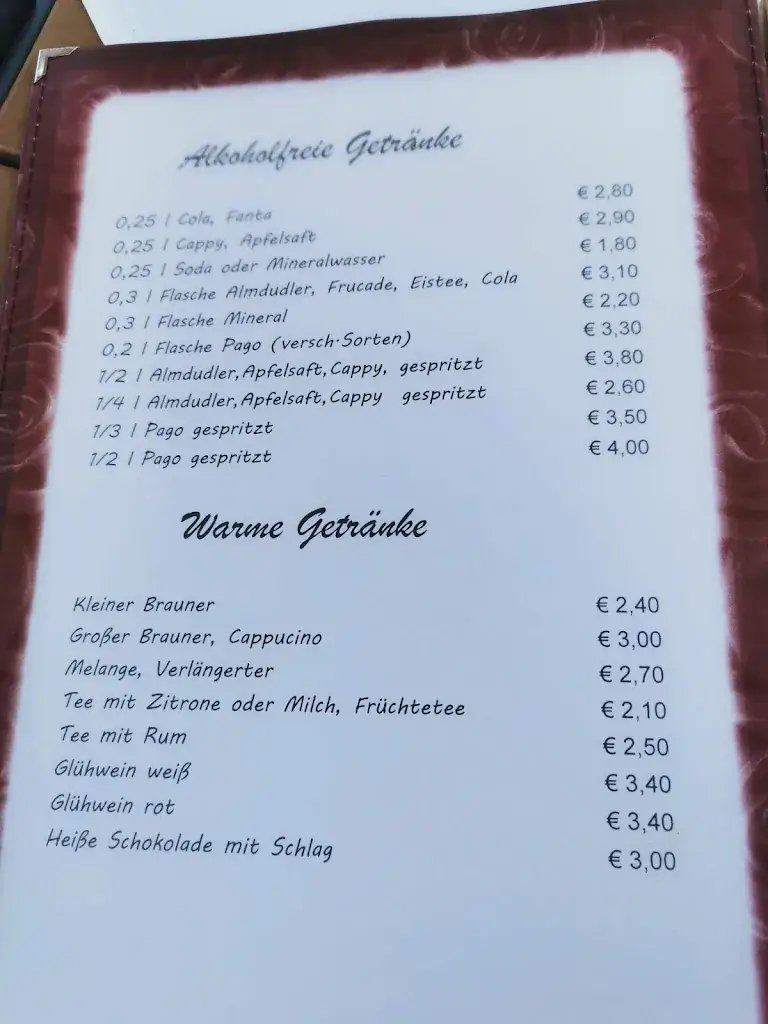 Alkoholfreie Getränke
0,25 l Cola, Fanta € 2,80
0,25 l Cappy, Apfelsaft € 2,90
0,25 l Soda oder Mineralwasser € 1,80
0,3 l Flasche Almdudler, Frucade, Eistee, Cola € 3,10
0,3 l Flasche Mineral € 2,20
0,2 l Flasche Pago (versch.Sorten) € 3,30
1/2 l Almdudler,Apfelsaft,Cappy, gespritzt € 3,80
1/4 l Almdudler,Apfelsaft,Cappy gespritzt € 2,60
1/3 l Pago gespritzt € 3,50
1/2 l Pago gespritzt € 4,00
Warme Getränke
Kleiner Brauner € 2,40
Großer Brauner, Cappucino € 3,00
Melange, Verlängerter € 2,70
Tee mit Zitrone oder Milch, Früchtetee € 2,10
Tee mit Rum € 2,50
Glühwein weiß € 3,40
Glühwein rot € 3,40
Heiße Schokolade mit Schlag € 3,00